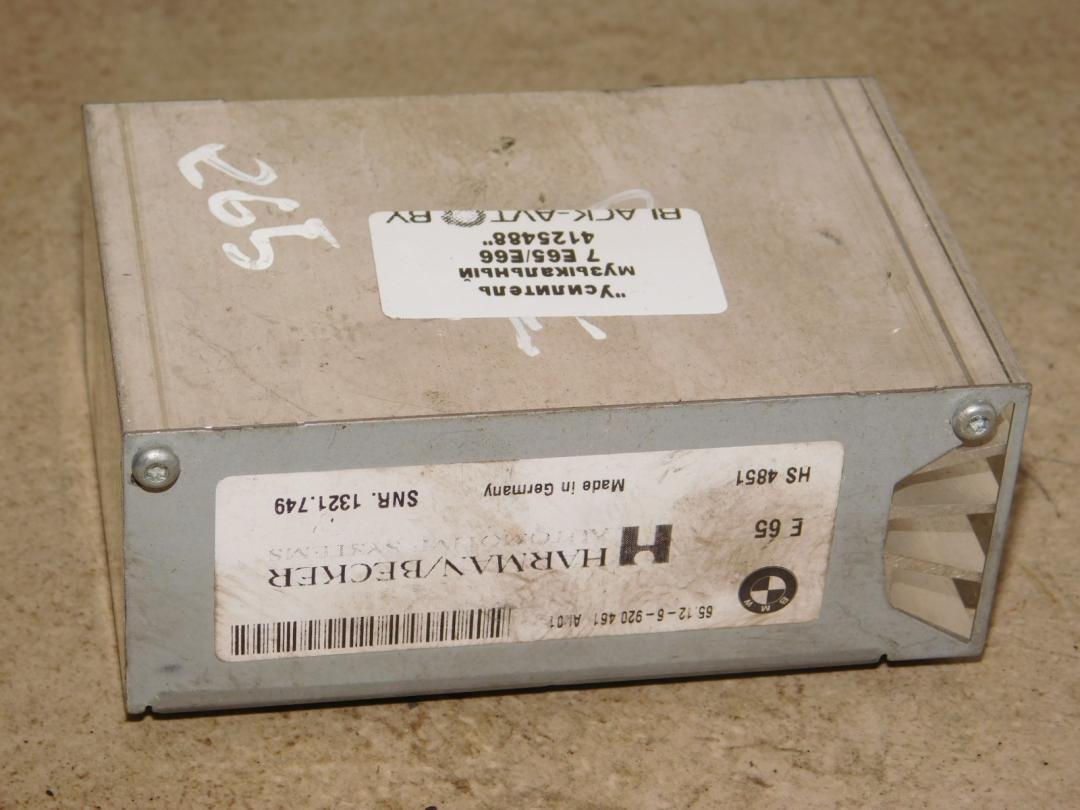 265
BLACK-AVTO.BY
"Усилитель
музыкальный
7 E65/E66
4125488"
65.12-6-920 461 AI.01
BMW
HARMAN/BECKER
AUTOMOTIVE SYSTEMS
E 65
HS 4851
Made in Germany
SNR. 1321.749